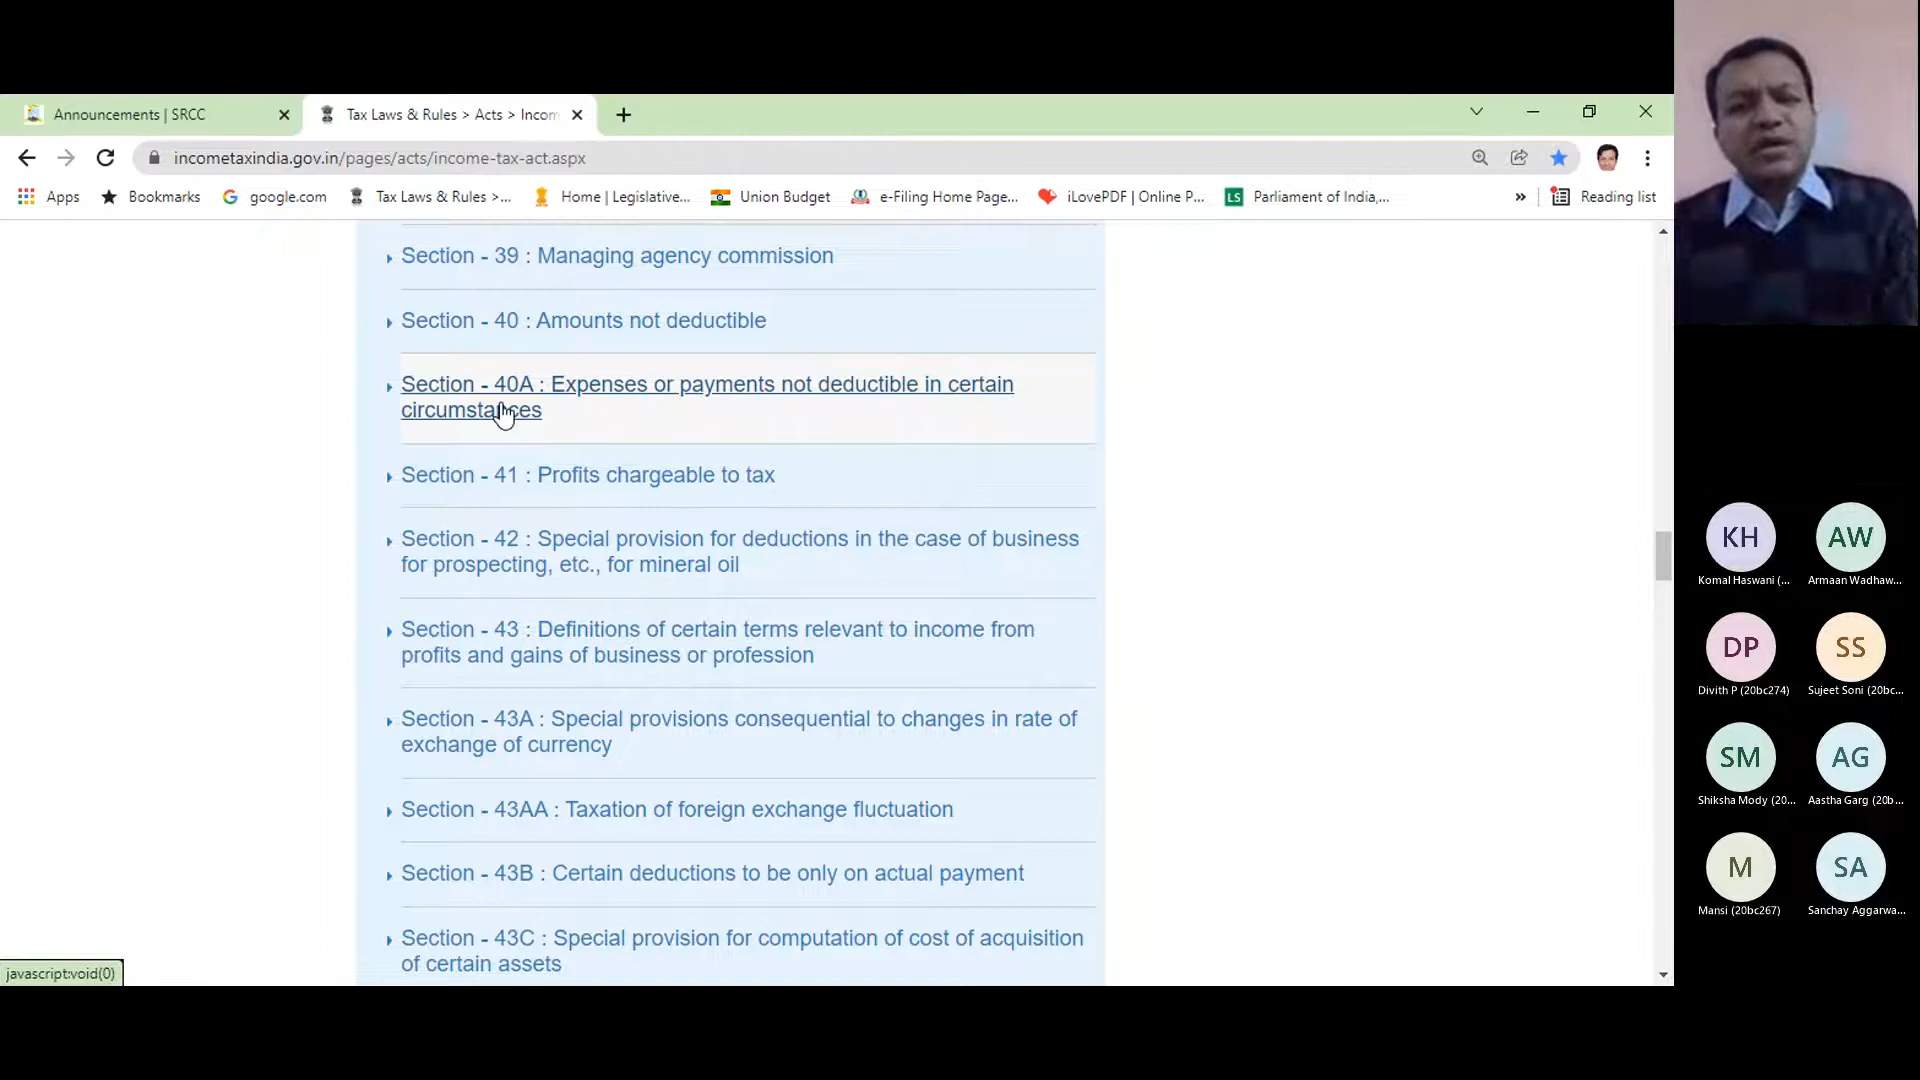 Announcements | SRCC
Tax Laws & Rules > Acts > Incom
incometaxindia.gov.in/pages/acts/income-tax-act.aspx
Apps
Bookmarks
google.com
Tax Laws & Rules >...
Home | Legislative...
Union Budget
e-Filing Home Page...
iLovePDF | Online P...
LS
Parliament of India,...
»
Reading list
Section - 39 : Managing agency commission
Section - 40 : Amounts not deductible
Section - 40A : Expenses or payments not deductible in certain
circumstances
Section - 41 : Profits chargeable to tax
Section - 42 : Special provision for deductions in the case of business
for prospecting, etc., for mineral oil
Section - 43 : Definitions of certain terms relevant to income from
profits and gains of business or profession
Section - 43A : Special provisions consequential to changes in rate of
exchange of currency
Section - 43AA : Taxation of foreign exchange fluctuation
Section - 43B : Certain deductions to be only on actual payment
Section - 43C : Special provision for computation of cost of acquisition
of certain assets
javascript:void(0)
KH
AW
Komal Haswani (...
Armaan Wadhaw...
DP
SS
Divith P (20bc274)
Sujeet Soni (20bc...
SM
AG
Shiksha Mody (20...
Aastha Garg (20b...
M
SA
Mansi (20bc267)
Sanchay Aggarwa...